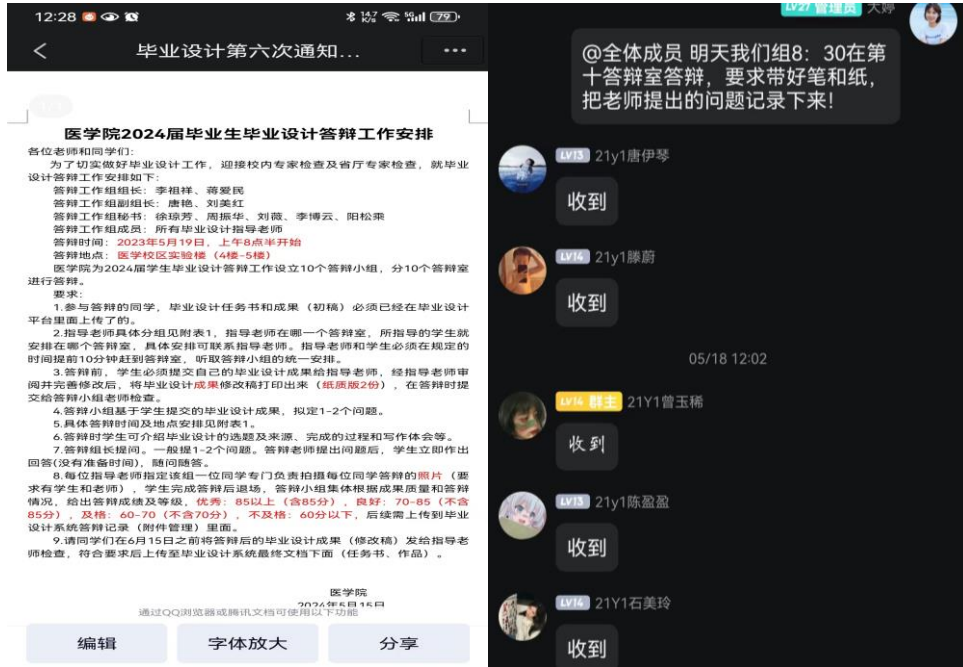 12:28
14.7 K/s 5G 79
毕业设计第六次通知...
1/1
医学院2024届毕业生毕业设计答辩工作安排
各位老师和同学们:
为了切实做好毕业设计工作，迎接校内专家检查及省厅专家检查，就毕业
设计答辩工作安排如下:
答辩工作组组长: 李祖祥、蒋爱民
答辩工作组副组长: 唐艳、刘美红
答辩工作组秘书: 徐琼芳、周振华、刘薇、李博云、阳松乘
答辩工作组成员: 所有毕业设计指导老师
答辩时间: 2023年5月19日，上午8点半开始
答辩地点: 医学校区实验楼（4楼-5楼）
医学院为2024届学生毕业设计答辩工作设立10个答辩小组，分10个答辩室
进行答辩。
要求:
1.参与答辩的同学，毕业设计任务书和成果（初稿）必须已经在毕业设计
平台里面上传了的。
2.指导老师具体分组见附表1，指导老师在哪一个答辩室，所指导的学生就
安排在哪个答辩室，具体安排可联系指导老师。指导老师和学生必须在规定的
时间提前10分钟赶到答辩室，听取答辩小组的统一安排。
3.答辩前，学生必须提交自己的毕业设计成果给指导老师，经指导老师审
阅并完善修改后，将毕业设计成果修改稿打印出来（纸质版2份），在答辩时提
交给答辩小组老师检查。
4.答辩小组基于学生提交的毕业设计成果，拟定1-2个问题。
5.具体答辩时间及地点安排见附表1。
6.答辩时学生可介绍毕业设计的选题及来源、完成的过程和写作体会等。
7.答辩组长提问。一般提1-2个问题。答辩老师提出问题后，学生立即作出
回答(没有准备时间)，随问随答。
8.每位指导老师指定该组一位同学专门负责拍摄每位同学答辩的照片（要
求有学生和老师），学生完成答辩后退场，答辩小组集体根据成果质量和答辩
情况，给出答辩成绩及等级，优秀: 85以上（含85分），良好: 70-85（不含
85分），及格: 60-70（不含70分），不及格: 60分以下，后续需上传到毕业
设计系统答辩记录（附件管理）里面。
9.请同学们在6月15日之前将答辩后的毕业设计成果（修改稿）发给指导老
师检查，符合要求后上传至毕业设计系统最终文档下面（任务书、作品）。
医学院
2024年5月15日
通过QQ浏览器或腾讯文档可使用以下功能
编辑
字体放大
分享
LV27 管理员 大婷
@全体成员 明天我们组8：30在第
十答辩室答辩，要求带好笔和纸，
把老师提出的问题记录下来!
LV13 21y1唐伊琴
收到
LV14 21y1滕蔚
收到
05/18 12:02
LV14 群主 21Y1曾玉稀
收到
LV13 21y1陈盈盈
收到
LV14 21Y1石美玲
收到